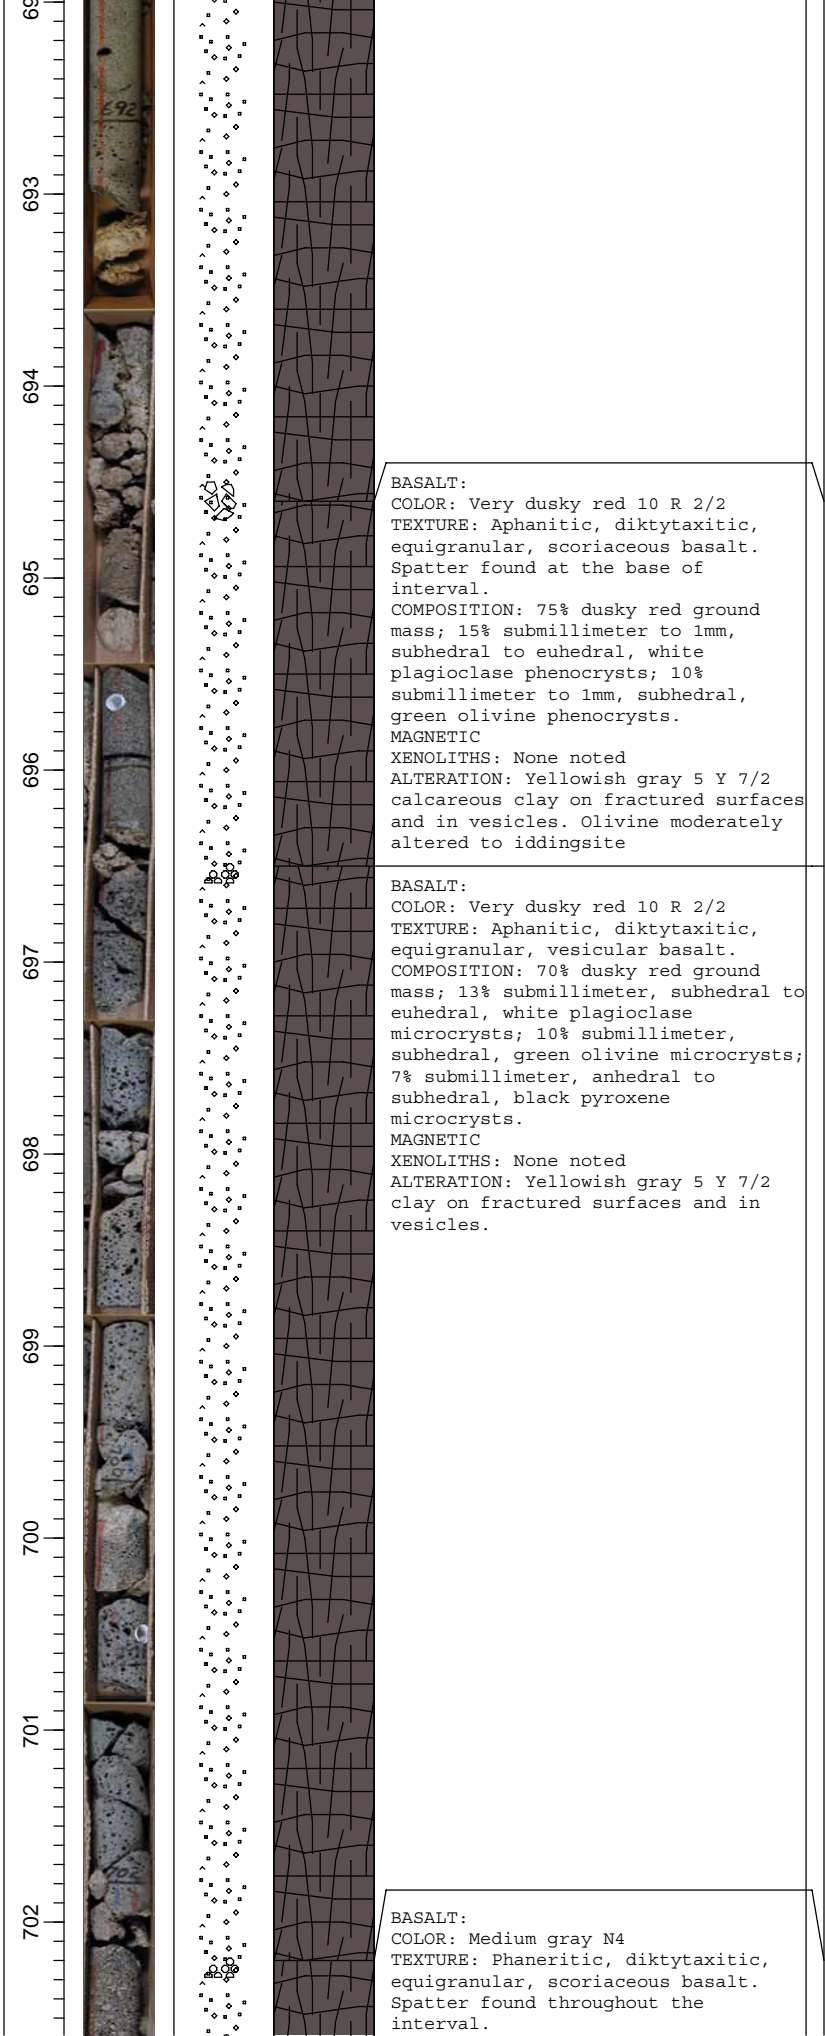 69
692
693
694
BASALT:
COLOR: Very dusky red 10 R 2/2
TEXTURE: Aphanitic, diktytaxitic,
equigranular, scoriaceous basalt.
Spatter found at the base of
interval.
COMPOSITION: 75% dusky red ground
mass; 15% submillimeter to 1mm,
subhedral to euhedral, white
plagioclase phenocrysts; 10%
submillimeter to 1mm, subhedral,
green olivine phenocrysts.
MAGNETIC
XENOLITHS: None noted
ALTERATION: Yellowish gray 5 Y 7/2
calcareous clay on fractured surfaces
and in vesicles. Olivine moderately
altered to iddingsite
695
696
BASALT:
COLOR: Very dusky red 10 R 2/2
TEXTURE: Aphanitic, diktytaxitic,
equigranular, vesicular basalt.
COMPOSITION: 70% dusky red ground
mass; 13% submillimeter, subhedral to
euhedral, white plagioclase
microcrysts; 10% submillimeter,
subhedral, green olivine microcrysts;
7% submillimeter, anhedral to
subhedral, black pyroxene
microcrysts.
MAGNETIC
XENOLITHS: None noted
ALTERATION: Yellowish gray 5 Y 7/2
clay on fractured surfaces and in
vesicles.
697
698
699
700
701
702
702
BASALT:
COLOR: Medium gray N4
TEXTURE: Phaneritic, diktytaxitic,
equigranular, scoriaceous basalt.
Spatter found throughout the
interval.